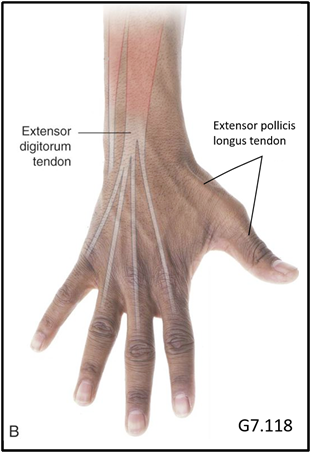 Extensor
digitorum
tendon
Extensor pollicis
longus tendon
B
G7.118